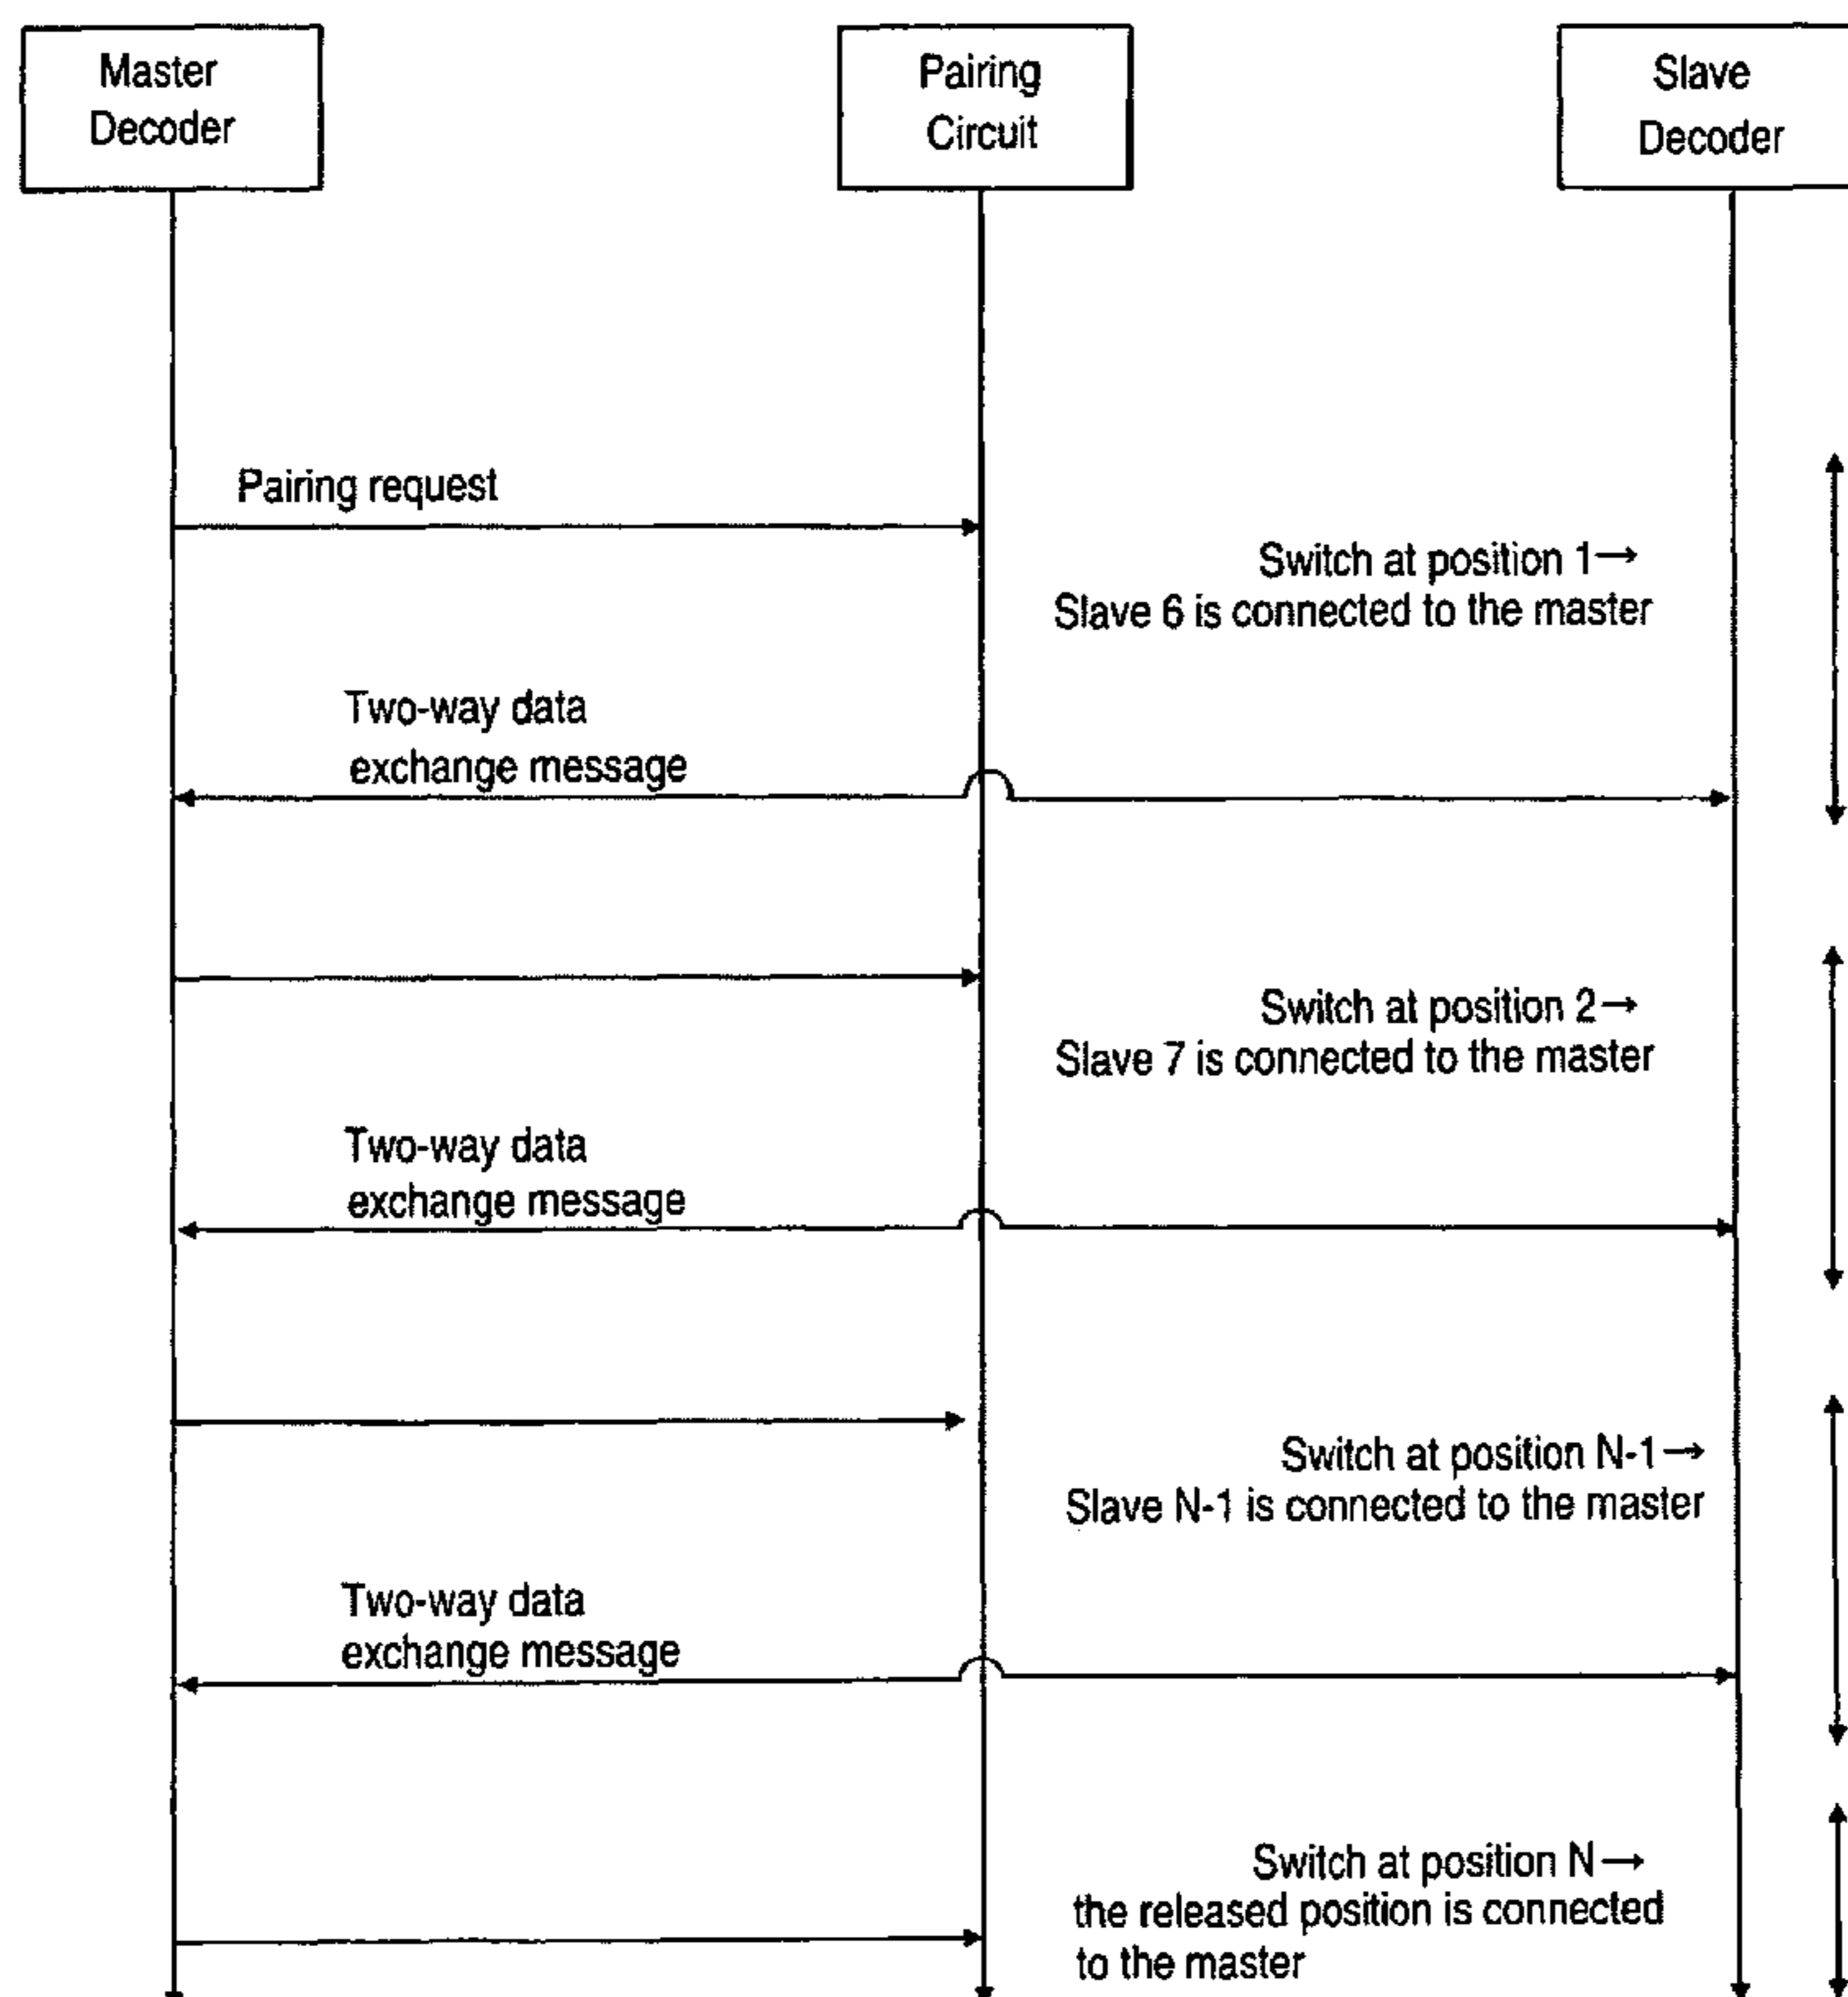 Master
Decoder
Pairing
Circuit
Slave
Decoder
Pairing request
Switch at position 1→
Slave 6 is connected to the master
Two-way data
exchange message
Switch at position 2→
Slave 7 is connected to the master
Two-way data
exchange message
Switch at position N-1→
Slave N-1 is connected to the master
Two-way data
exchange message
Switch at position N→
the released position is connected
to the master